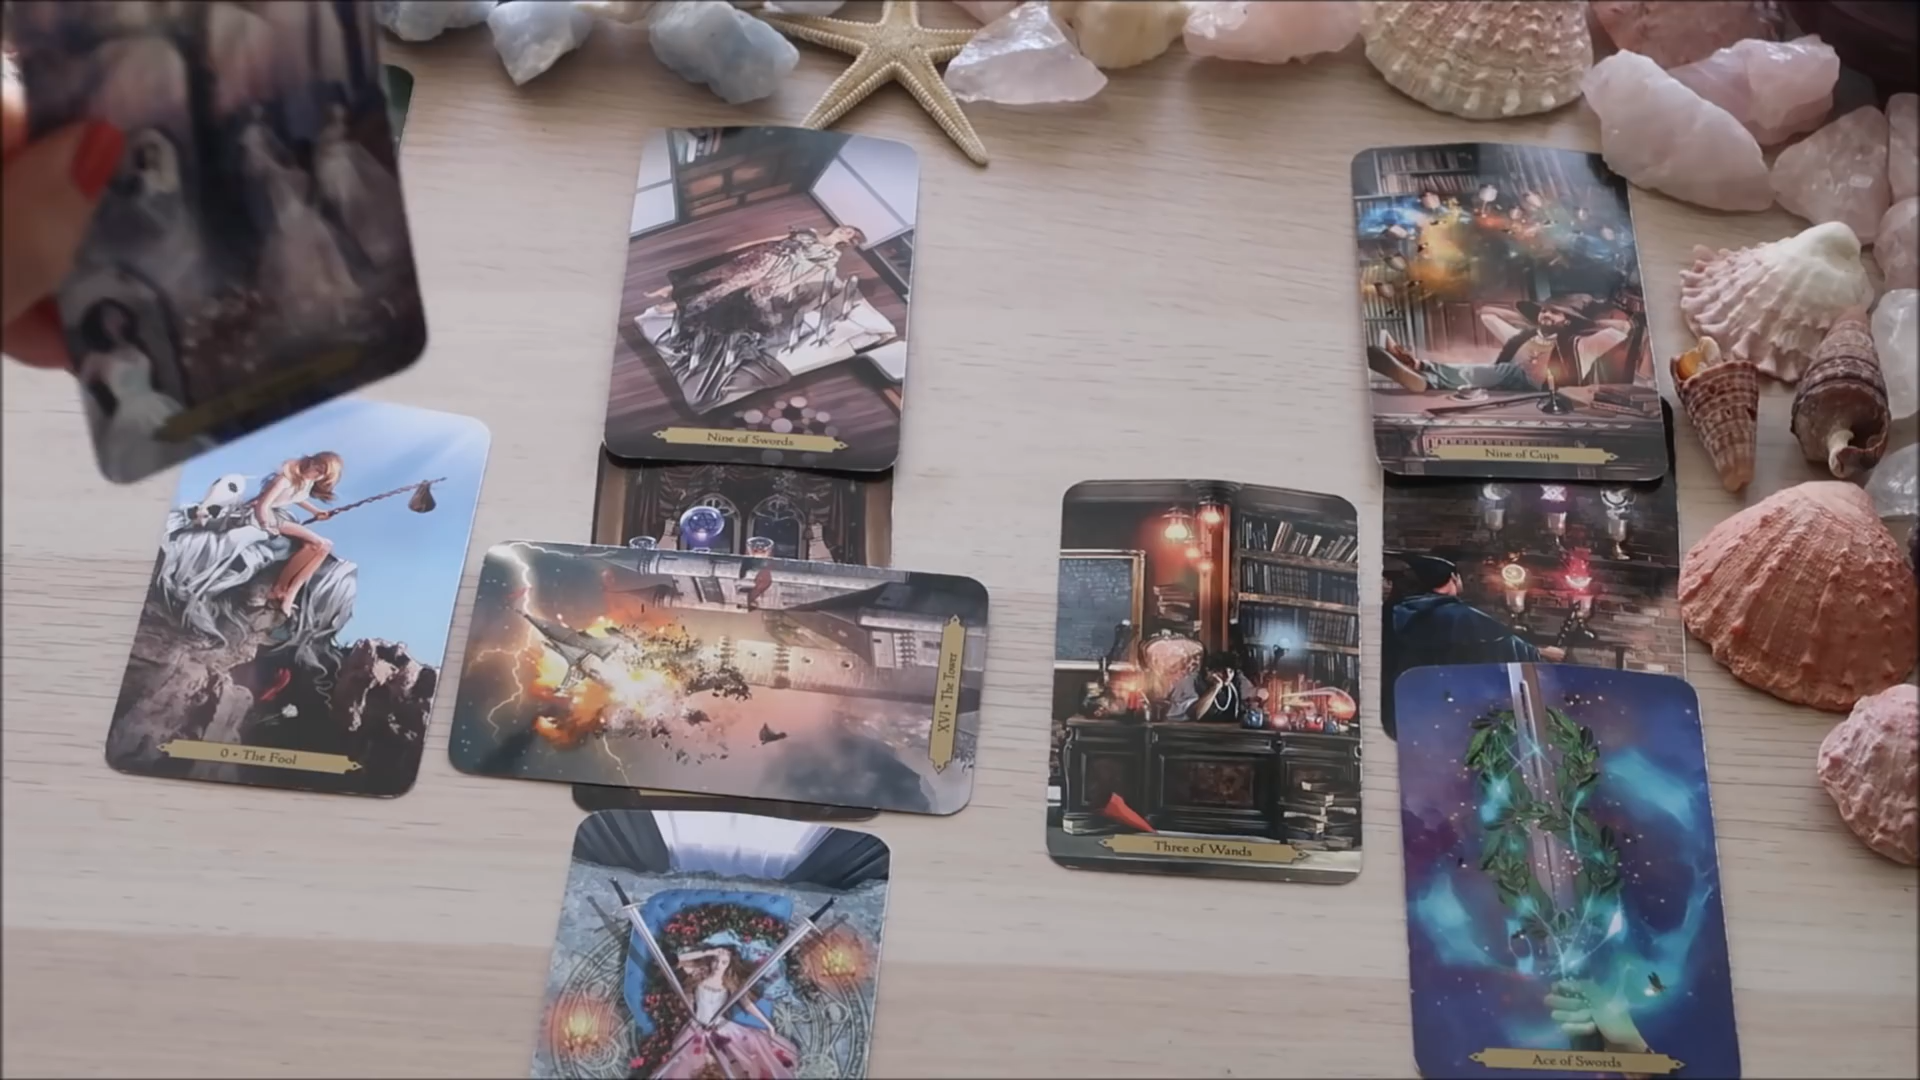 Nine of Swords
Nine of Cups
0 • The Fool
XVI • The Tower
Three of Wands
Ace of Swords